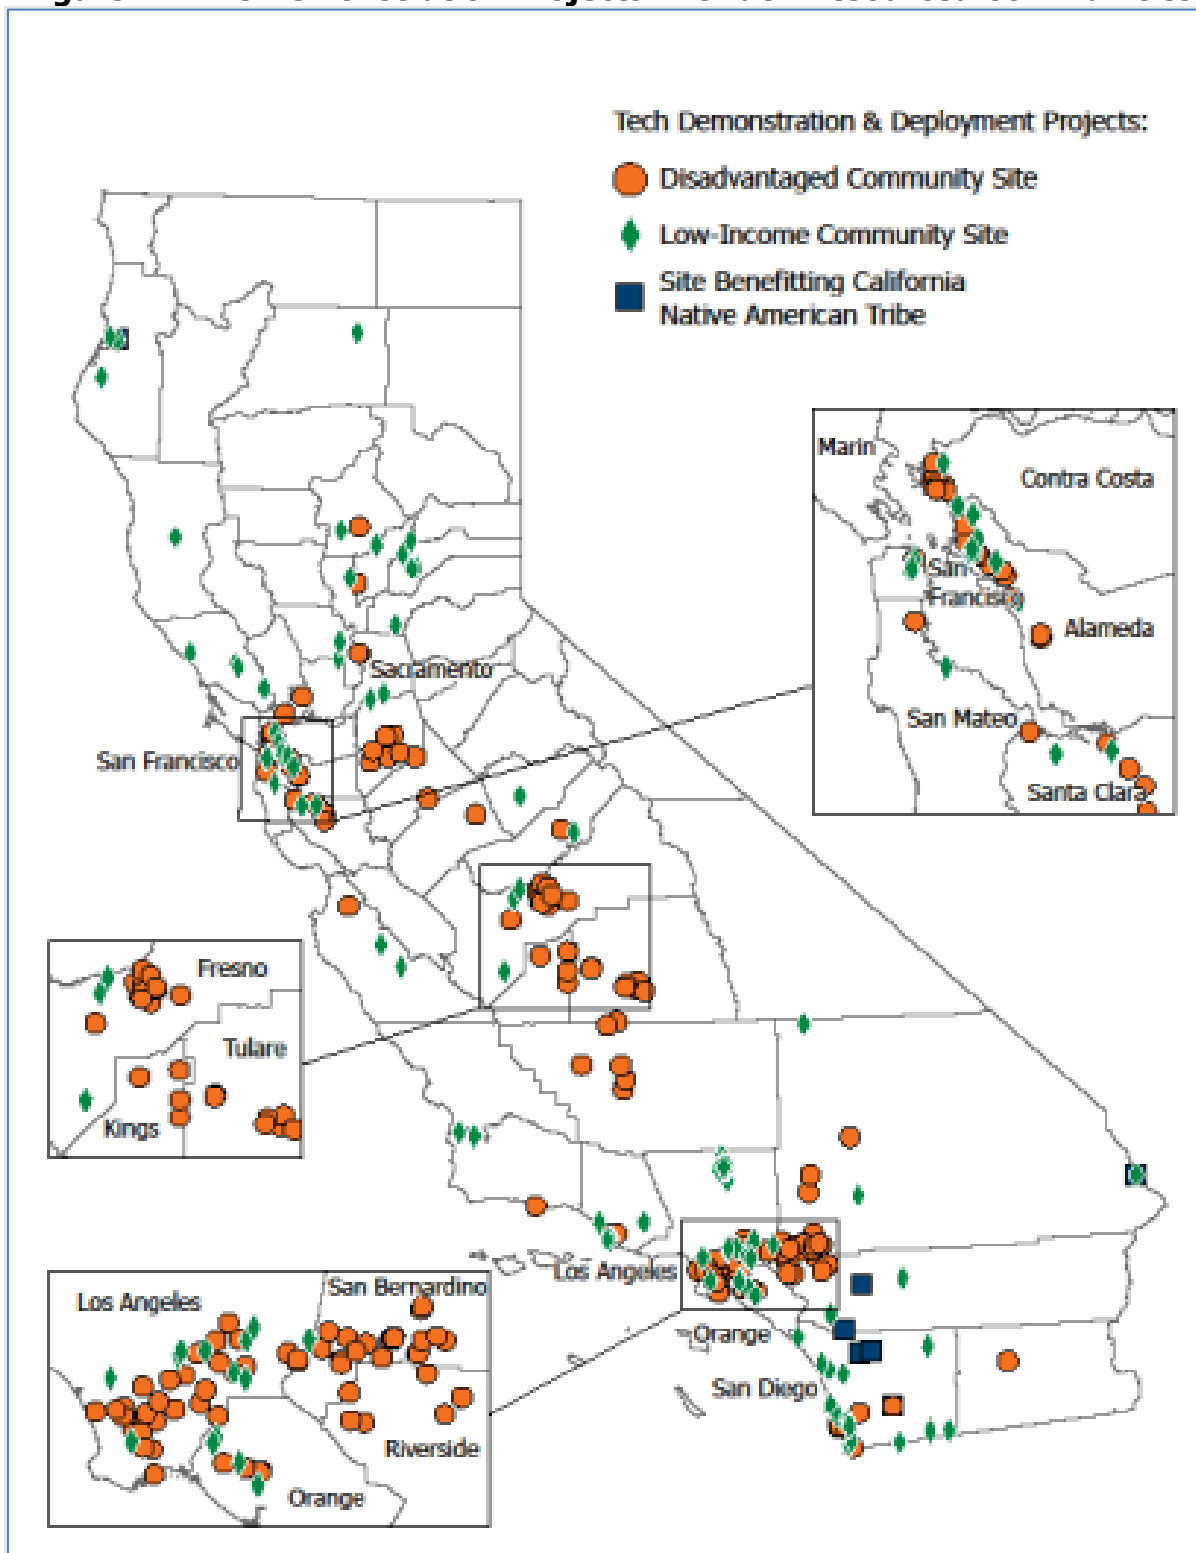 Tech Demonstration & Deployment Projects:
Disadvantaged Community Site
Low-Income Community Site
Site Benefitting California
Native American Tribe
Marin
Contra Costa
San
Francisco
Alameda
San Mateo
Santa Clara
Sacramento
San Francisco
Fresno
Tulare
Kings
Los Angeles
Orange
San Diego
San Bernardino
Los Angeles
Riverside
Orange